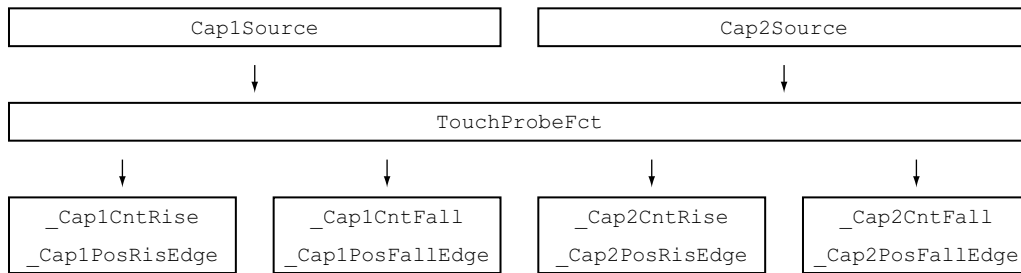 Cap1Source
Cap2Source
TouchProbeFct
_Cap1CntRise
_Cap1PosRisEdge
_Cap1CntFall
_Cap1PosFallEdge
_Cap2CntRise
_Cap2PosRisEdge
_Cap2CntFall
_Cap2PosFallEdge